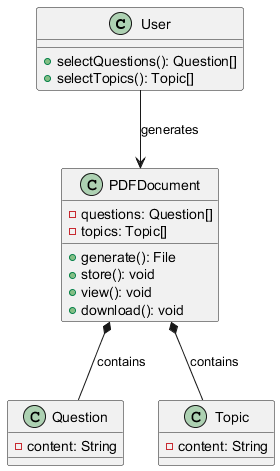 C User
+ selectQuestions(): Question[]
+ selectTopics(): Topic[]
generates
C PDFDocument
questions: Question[]
topics: Topic[]
generate(): File
store(): void
view(): void
download(): void
contains
contains
C Question
content: String
C Topic
content: String